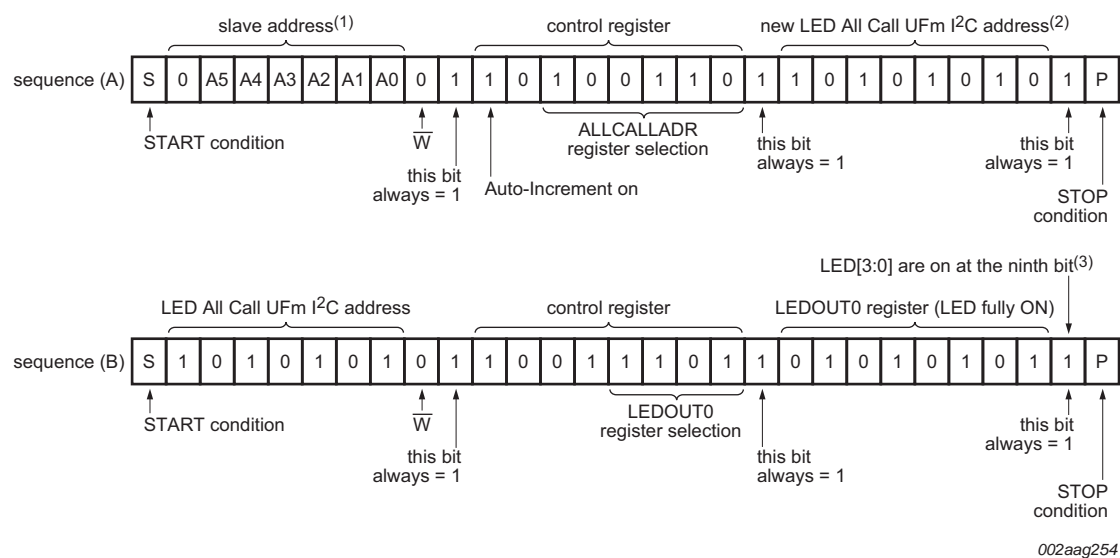 slave address(1) control register new LED All Call UFm I2C address(2)
sequence (A) S 0 A5 A4 A3 A2 A1 A0 0 1 1 0 1 0 0 1 1 0 1 1 0 1 0 1 0 1 0 1 P
START condition W ALLCALLADR this bit this bit
register selection always = 1 always = 1
this bit Auto-Increment on
always = 1 STOP
condition
LED[3:0] are on at the ninth bit(3)
LED All Call UFm I2C address control register LEDOUT0 register (LED fully ON)
sequence (B) S 1 0 1 0 1 0 1 0 1 1 0 0 1 1 1 0 1 1 0 1 0 1 0 1 0 1 1 P
START condition W LEDOUT0 this bit
register selection always = 1
this bit this bit
always = 1 always = 1
STOP
condition
002aag254